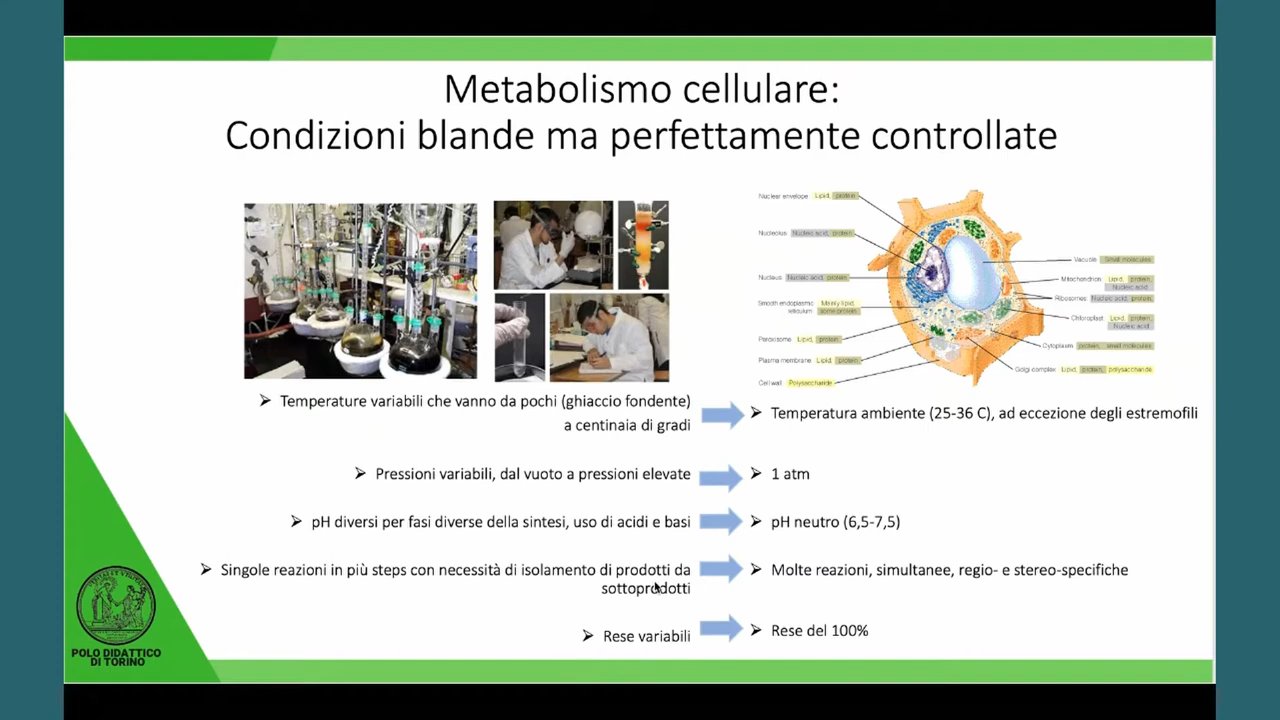 Metabolismo cellulare:
Condizioni blande ma perfettamente controllate
Nuclear envelope Lipid, protein
Nucleolus Nucleic acid, protein
Nucleus Nucleic acid, protein
Smooth endoplasmic reticulum Mainly lipid, some protein
Peroxisome Lipid, protein
Plasma membrane Lipid, protein
Cell wall Polysaccharide
Vacuole Small molecules
Mitochondrion Lipid, protein, Nucleic acid
Ribosomes Nucleic acid, protein
Chloroplast Lipid, protein, Nucleic acid
Cytoplasm protein, small molecules
Golgi complex Lipid, protein, polysaccharide
➢ Temperature variabili che vanno da pochi (ghiaccio fondente)
a centinaia di gradi
➢ Temperatura ambiente (25-36 C), ad eccezione degli estremofili
➢ Pressioni variabili, dal vuoto a pressioni elevate
➢ 1 atm
➢ pH diversi per fasi diverse della sintesi, uso di acidi e basi
➢ pH neutro (6,5-7,5)
➢ Singole reazioni in più steps con necessità di isolamento di prodotti da
sottoprodotti
➢ Molte reazioni, simultanee, regio- e stereo-specifiche
➢ Rese variabili
➢ Rese del 100%
POLO DIDATTICO
DI TORINO